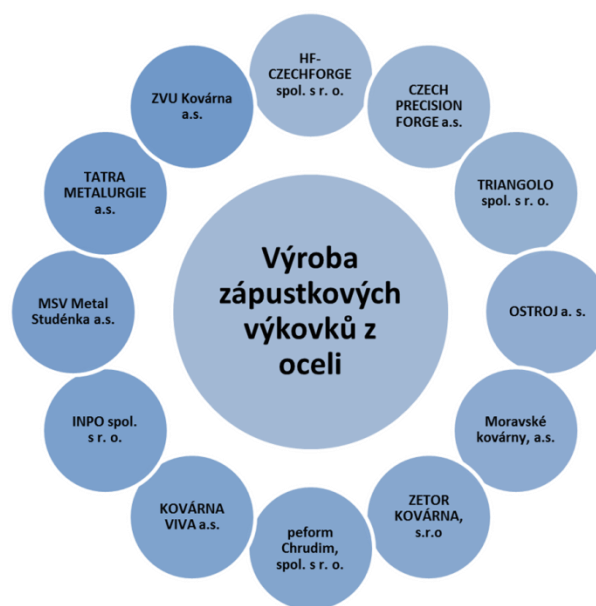 HF-
CZECHFORGE
spol. s r. o.
CZECH
PRECISION
FORGE a.s.
TRIANGOLO
spol. s r. o.
OSTROJ a. s.
Moravské
kovárny, a.s.
ZETOR
KOVÁRNA,
s.r.o
peform
Chrudim,
spol. s r. o.
KOVÁRNA
VIVA a.s.
INPO spol.
s r. o.
MSV Metal
Studénka a.s.
TATRA
METALURGIE
a.s.
ZVU Kovárna
a.s.
Výroba
zápustkových
výkovků z
oceli